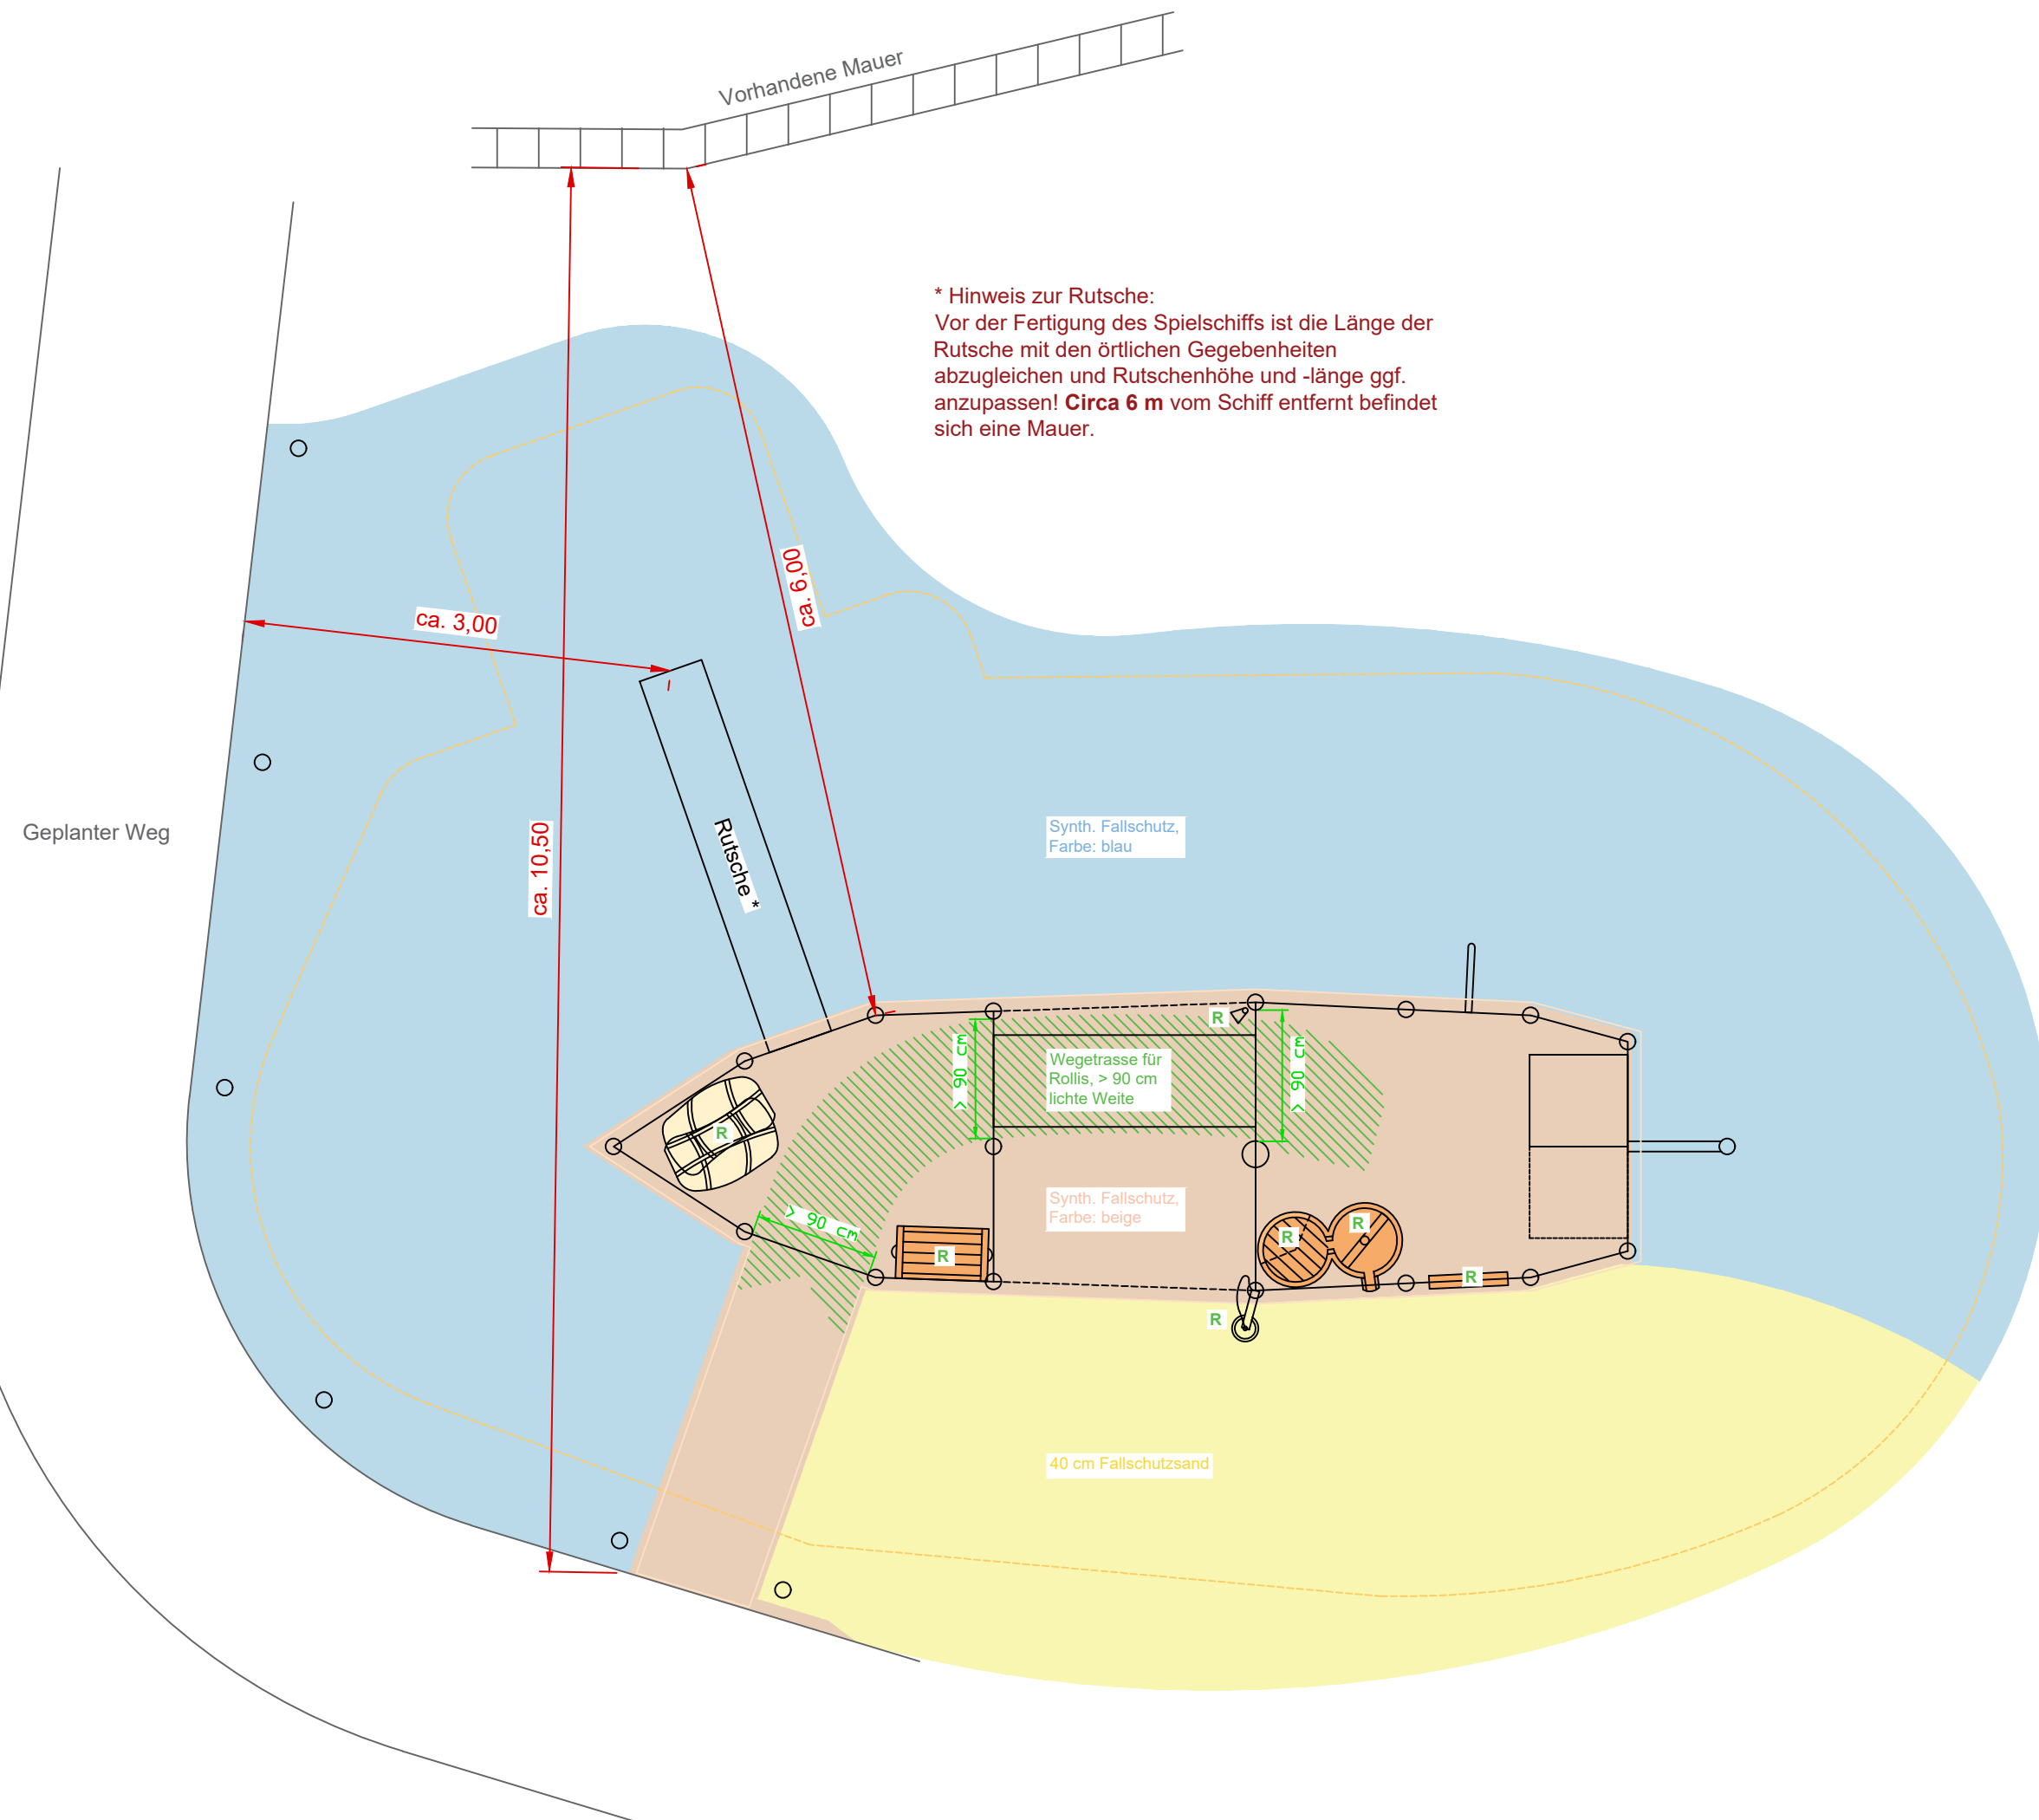 Vorhandene Mauer
* Hinweis zur Rutsche:
Vor der Fertigung des Spielschiffs ist die Länge der
Rutsche mit den örtlichen Gegebenheiten
abzugleichen und Rutschenhöhe und -länge ggf.
anzupassen! Circa 6 m vom Schiff entfernt befindet
sich eine Mauer.
ca. 6,00
ca. 3,00
Geplanter Weg
ca. 10,50
Rutsche *
Synth. Fallschutz,
Farbe: blau
R
> 90 cm
Wegetrasse für
Rollis, > 90 cm
lichte Weite
> 90 cm
R
Synth. Fallschutz,
Farbe: beige
> 90 cm
R
R
R
R
R
40 cm Fallschutzsand